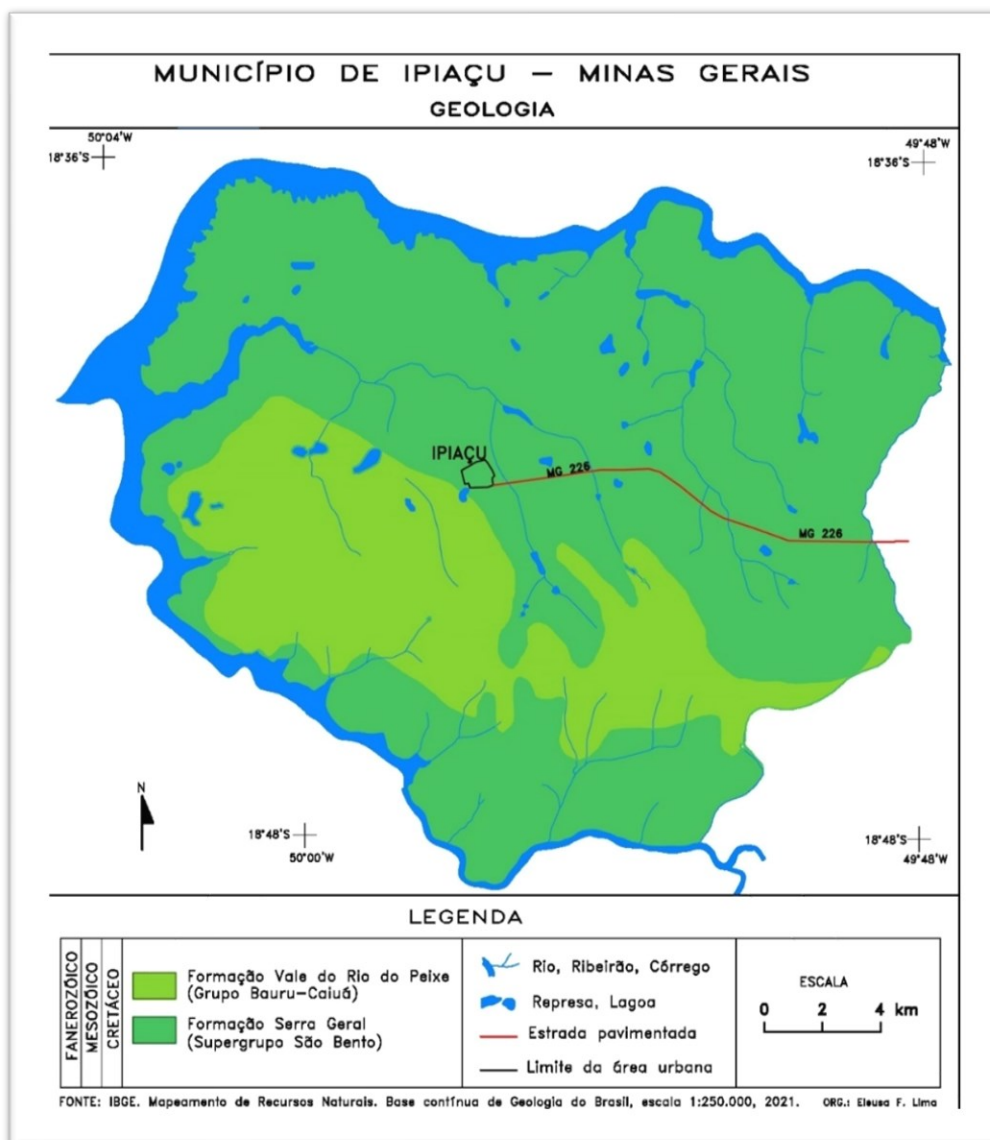 MUNICÍPIO DE IPIAÇU – MINAS GERAIS
GEOLOGIA
50°04'W
18°36'S
49°48'W
18°36'S
IPIAÇU
MG 226
MG 226
N
18°48'S
50°00'W
18°48'S
49°48'W
LEGENDA
FANEROZÓICO
MESOZÓICO
CRETÁCEO
Formação Vale do Rio do Peixe
(Grupo Bauru-Caiuá)
Formação Serra Geral
(Supergrupo São Bento)
Rio, Ribeirão, Córrego
Represa, Lagoa
Estrada pavimentada
Limite da área urbana
ESCALA
0 2 4 km
FONTE: IBGE. Mapeamento de Recursos Naturais. Base contínua de Geologia do Brasil, escala 1:250.000, 2021. ORG.: Eleusa F. Lima